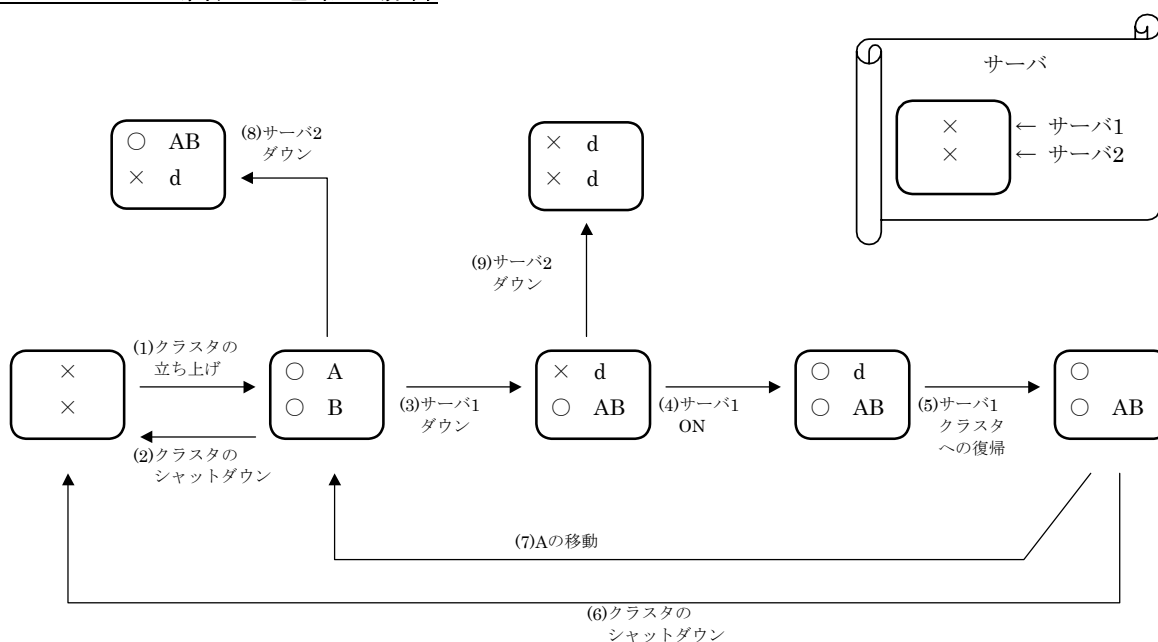 サーバ
× ← サーバ1
× ← サーバ2
○ AB
× d
(8)サーバ2
ダウン
× d
× d
(9)サーバ2
ダウン
×
×
(1)クラスタの
立ち上げ
(2)クラスタの
シャットダウン
○ A
○ B
(3)サーバ1
ダウン
× d
○ AB
(4)サーバ1
ON
○ d
○ AB
(5)サーバ1
クラスタ
への復帰
○
○ AB
(7)Aの移動
(6)クラスタの
シャットダウン